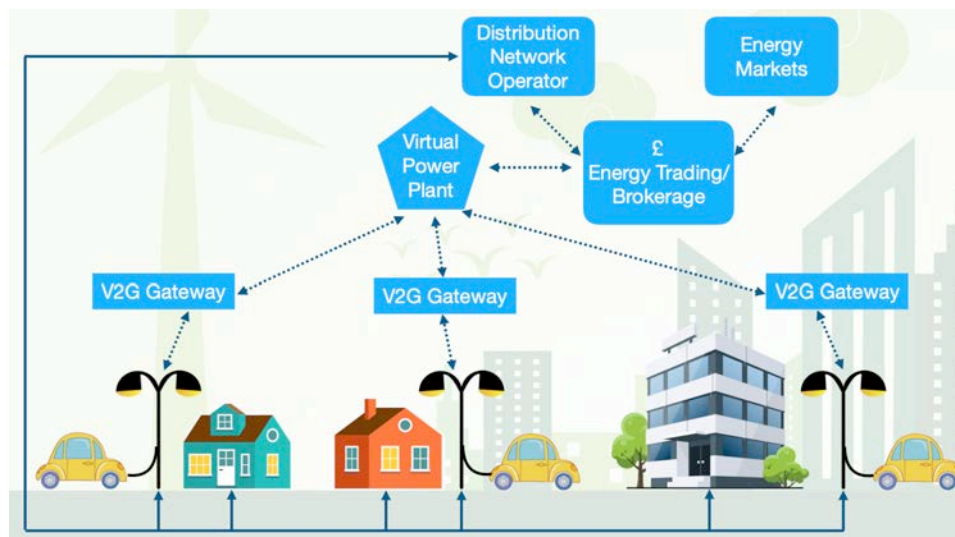 Distribution
Network
Operator
Energy
Markets
Virtual
Power
Plant
£
Energy Trading/
Brokerage
V2G Gateway
V2G Gateway
V2G Gateway